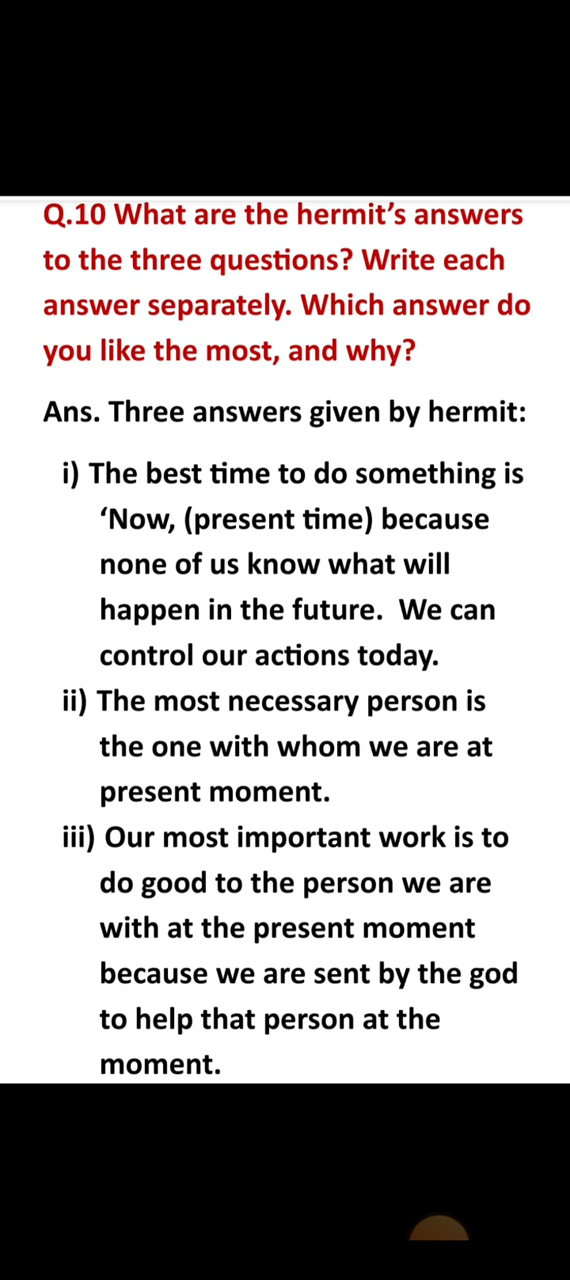 Q.10 What are the hermit’s answers
to the three questions? Write each
answer separately. Which answer do
you like the most, and why?
Ans. Three answers given by hermit:
i) The best time to do something is
‘Now, (present time) because
none of us know what will
happen in the future.  We can
control our actions today.
ii) The most necessary person is
the one with whom we are at
present moment.
iii) Our most important work is to
do good to the person we are
with at the present moment
because we are sent by the god
to help that person at the
moment.